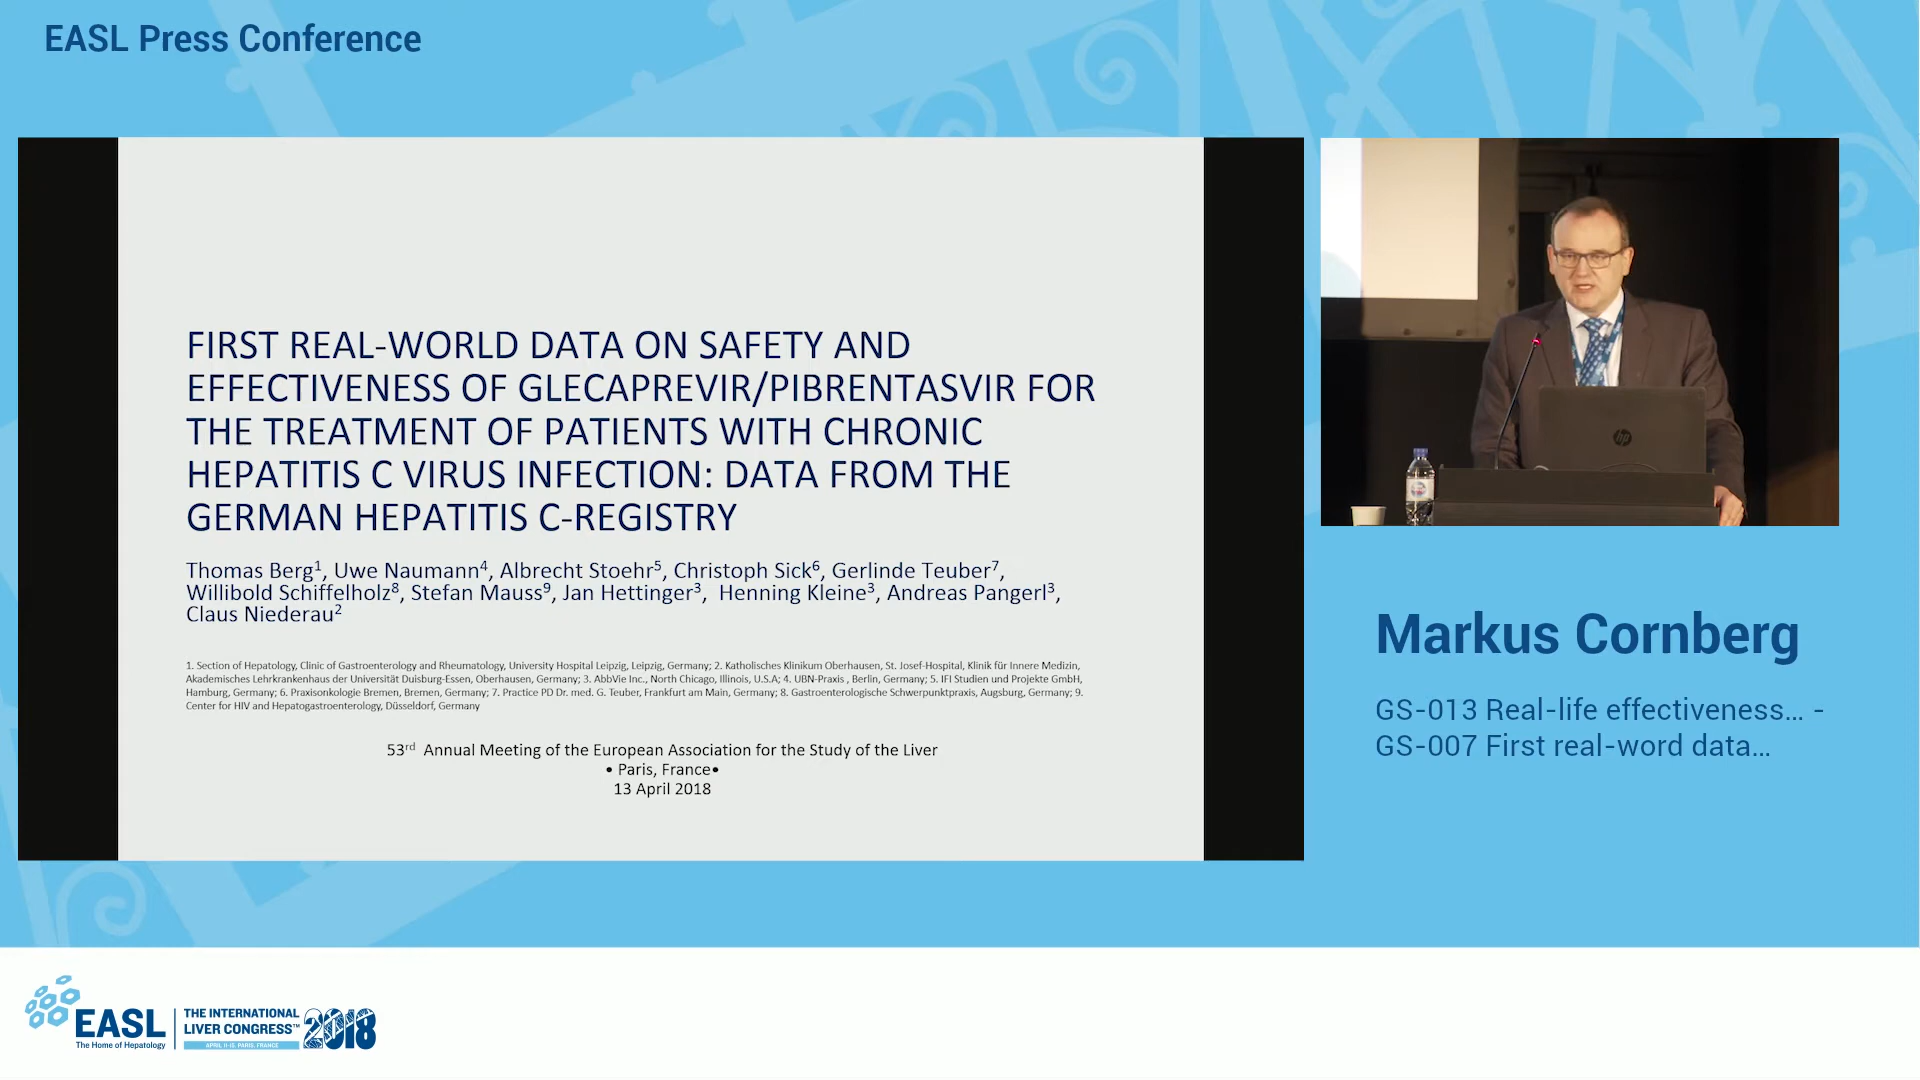 EASL Press Conference
FIRST REAL-WORLD DATA ON SAFETY AND
EFFECTIVENESS OF GLECAPREVIR/PIBRENTASVIR FOR
THE TREATMENT OF PATIENTS WITH CHRONIC
HEPATITIS C VIRUS INFECTION: DATA FROM THE
GERMAN HEPATITIS C-REGISTRY
Thomas Berg¹, Uwe Naumann⁴, Albrecht Stoehr⁵, Christoph Sick⁶, Gerlinde Teuber⁷,
Willibold Schiffelholz⁸, Stefan Mauss⁹, Jan Hettinger³, Henning Kleine³, Andreas Pangerl³,
Claus Niederau²
1. Section of Hepatology, Clinic of Gastroenterology and Rheumatology, University Hospital Leipzig, Leipzig, Germany; 2. Katholisches Klinikum Oberhausen, St. Josef-Hospital, Klinik für Innere Medizin,
Akademisches Lehrkrankenhaus der Universität Duisburg-Essen, Oberhausen, Germany; 3. AbbVie Inc., North Chicago, Illinois, U.S.A; 4. UBN-Praxis , Berlin, Germany; 5. IFI Studien und Projekte GmbH,
Hamburg, Germany; 6. Praxisonkologie Bremen, Bremen, Germany; 7. Practice PD Dr. med. G. Teuber, Frankfurt am Main, Germany; 8. Gastroenterologische Schwerpunktpraxis, Augsburg, Germany; 9.
Center for HIV and Hepatogastroenterology, Düsseldorf, Germany
53rd Annual Meeting of the European Association for the Study of the Liver
• Paris, France•
13 April 2018
hp
Markus Cornberg
GS-013 Real-life effectiveness... -
GS-007 First real-word data...
EASL
The Home of Hepatology
THE INTERNATIONAL
LIVER CONGRESS™
APRIL 11-15, PARIS, FRANCE
2018